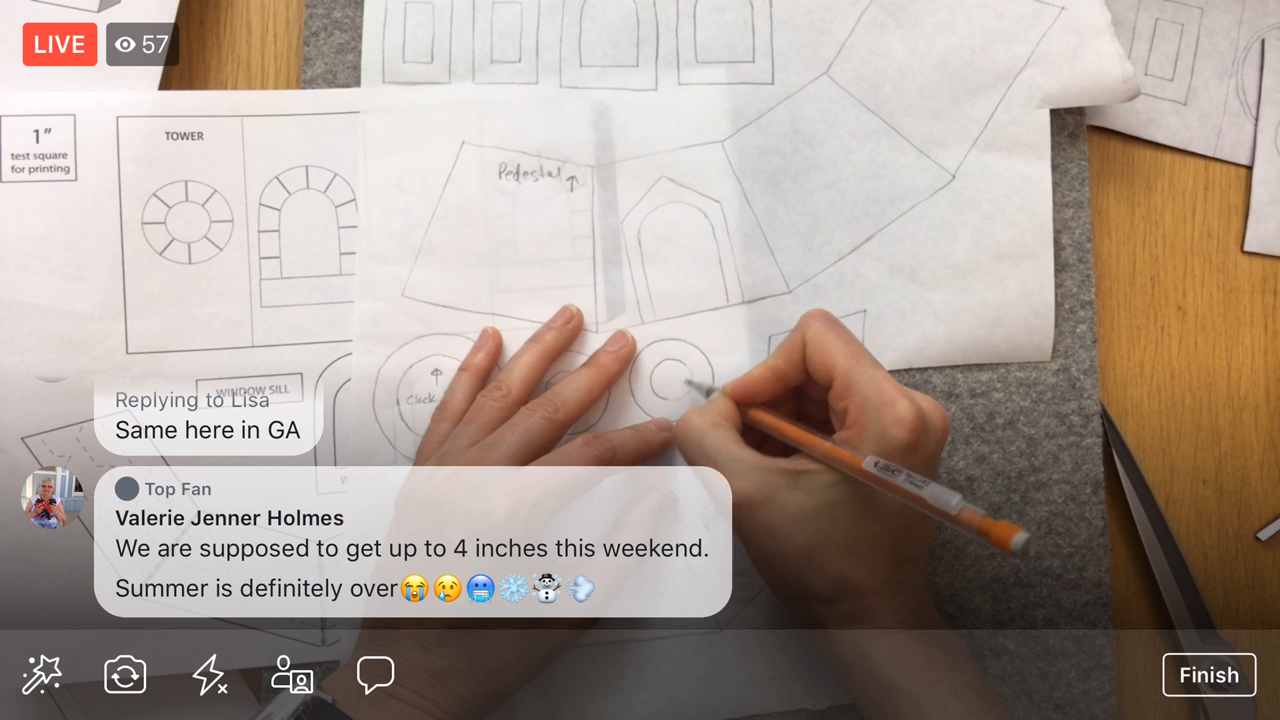 LIVE
57
1"
test square
for printing
TOWER
Pedestal
Clock
WINDOW SILL
Replying to Lisa
Same here in GA
Top Fan
Valerie Jenner Holmes
We are supposed to get up to 4 inches this weekend.
Summer is definitely over😭😢🥶❄️☃️💨
BIC
Finish